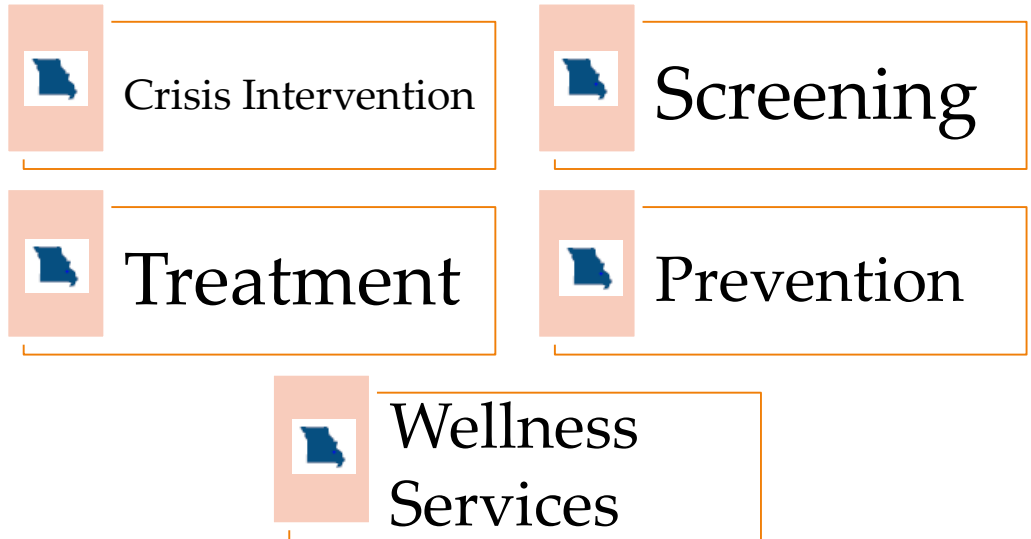 Crisis Intervention
Screening
Treatment
Prevention
Wellness
Services